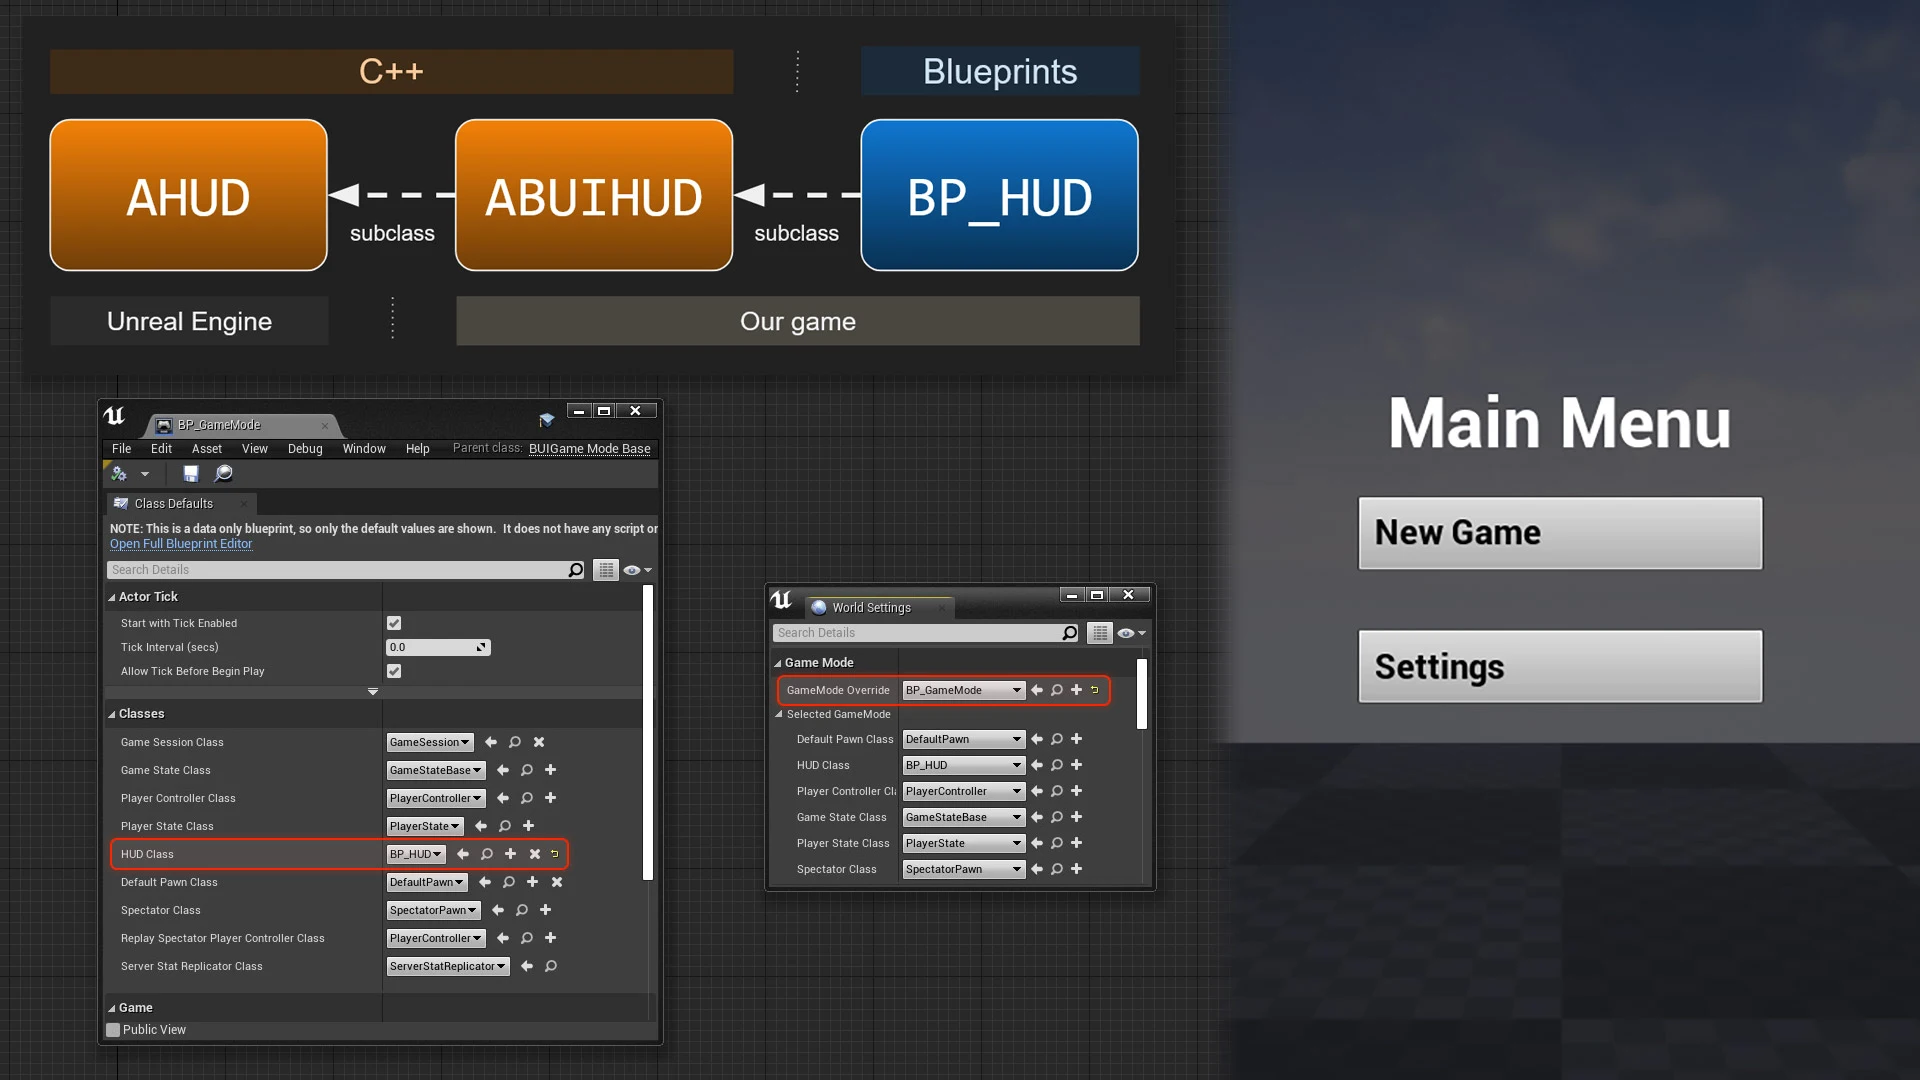 C++
Blueprints
AHUD
ABUIHUD
BP_HUD
subclass
subclass
Unreal Engine
Our game
BP_GameMode
File Edit Asset View Debug Window Help Parent class: BUIGame Mode Base
Class Defaults
NOTE: This is a data only blueprint, so only the default values are shown. It does not have any script or
Open Full Blueprint Editor
Search Details
Actor Tick
Start with Tick Enabled
Tick Interval (secs) 0.0
Allow Tick Before Begin Play
Classes
Game Session Class GameSession
Game State Class GameStateBase
Player Controller Class PlayerController
Player State Class PlayerState
HUD Class BP_HUD
Default Pawn Class DefaultPawn
Spectator Class SpectatorPawn
Replay Spectator Player Controller Class PlayerController
Server Stat Replicator Class ServerStatReplicator
Game
Public View
World Settings
Search Details
Game Mode
GameMode Override BP_GameMode
Selected GameMode
Default Pawn Class DefaultPawn
HUD Class BP_HUD
Player Controller Cl PlayerController
Game State Class GameStateBase
Player State Class PlayerState
Spectator Class SpectatorPawn
Main Menu
New Game
Settings